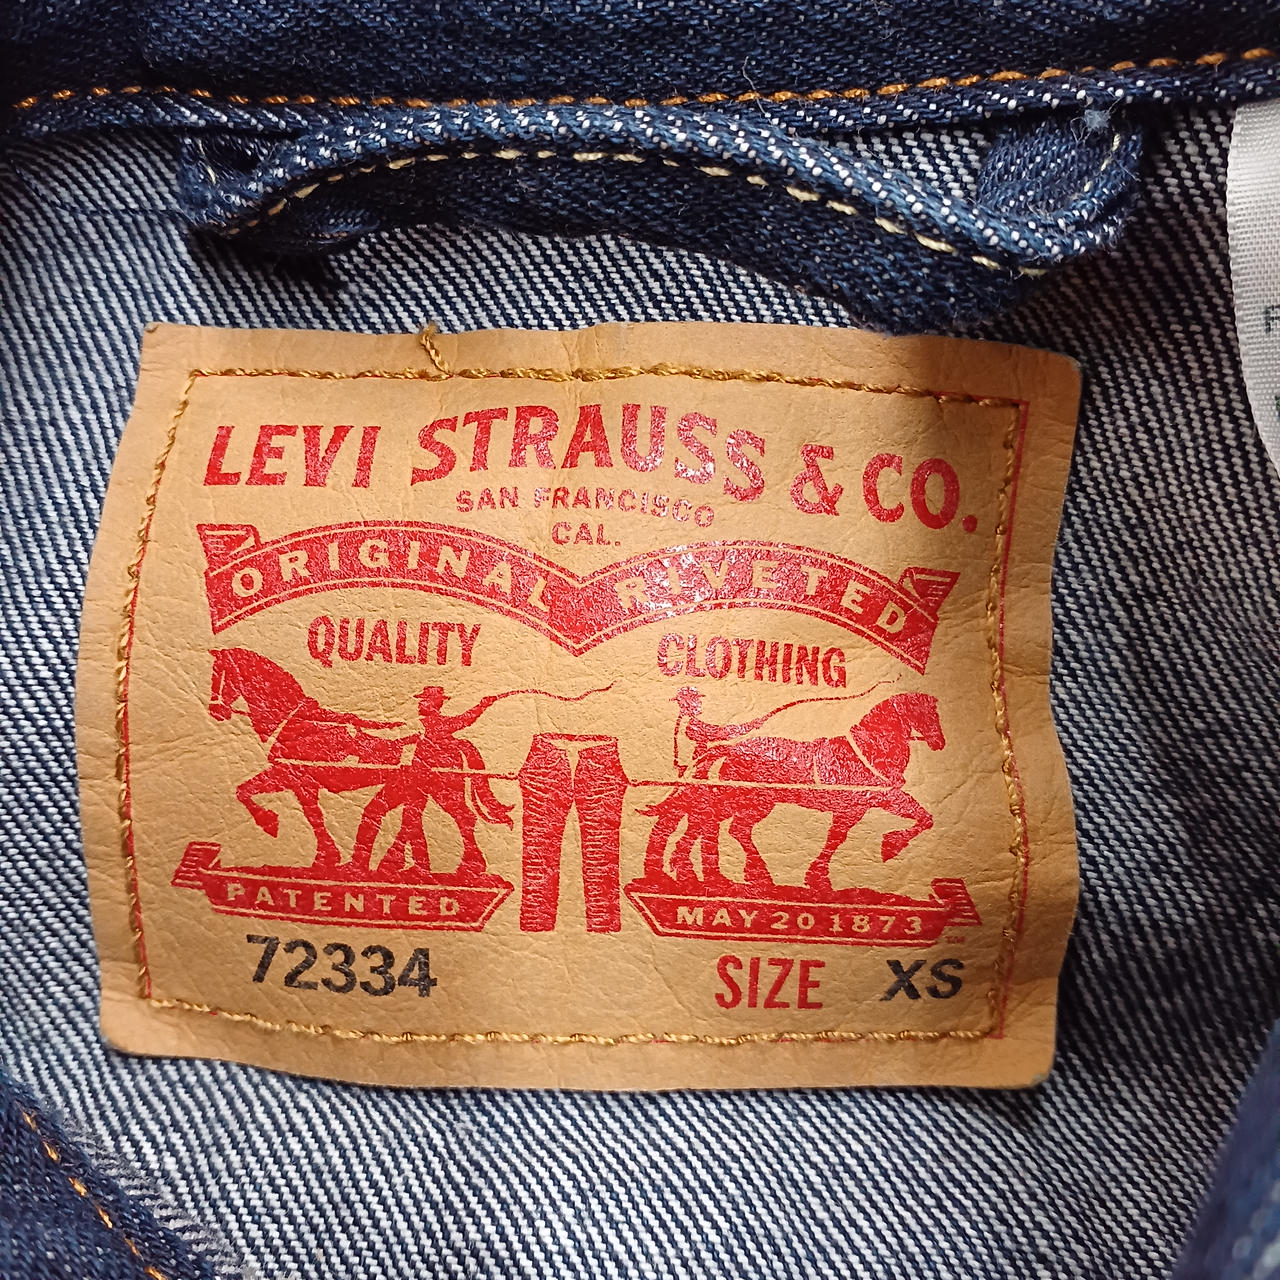 LEVI STRAUSS & CO.
SAN FRANCISCO
CAL.
ORIGINAL RIVETED
QUALITY CLOTHING
PATENTED MAY 20 1873
72334 SIZE XS